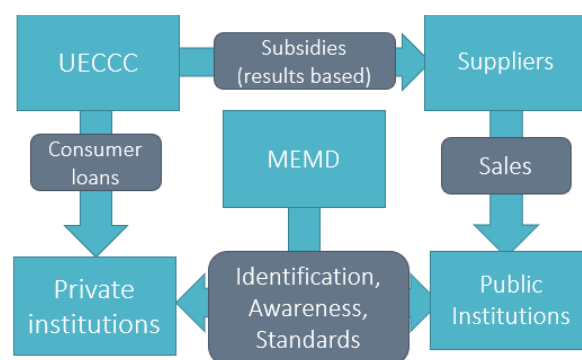 UECCC
Subsidies
(results based)
Suppliers
Consumer
loans
MEMD
Sales
Private
institutions
Identification,
Awareness,
Standards
Public
Institutions